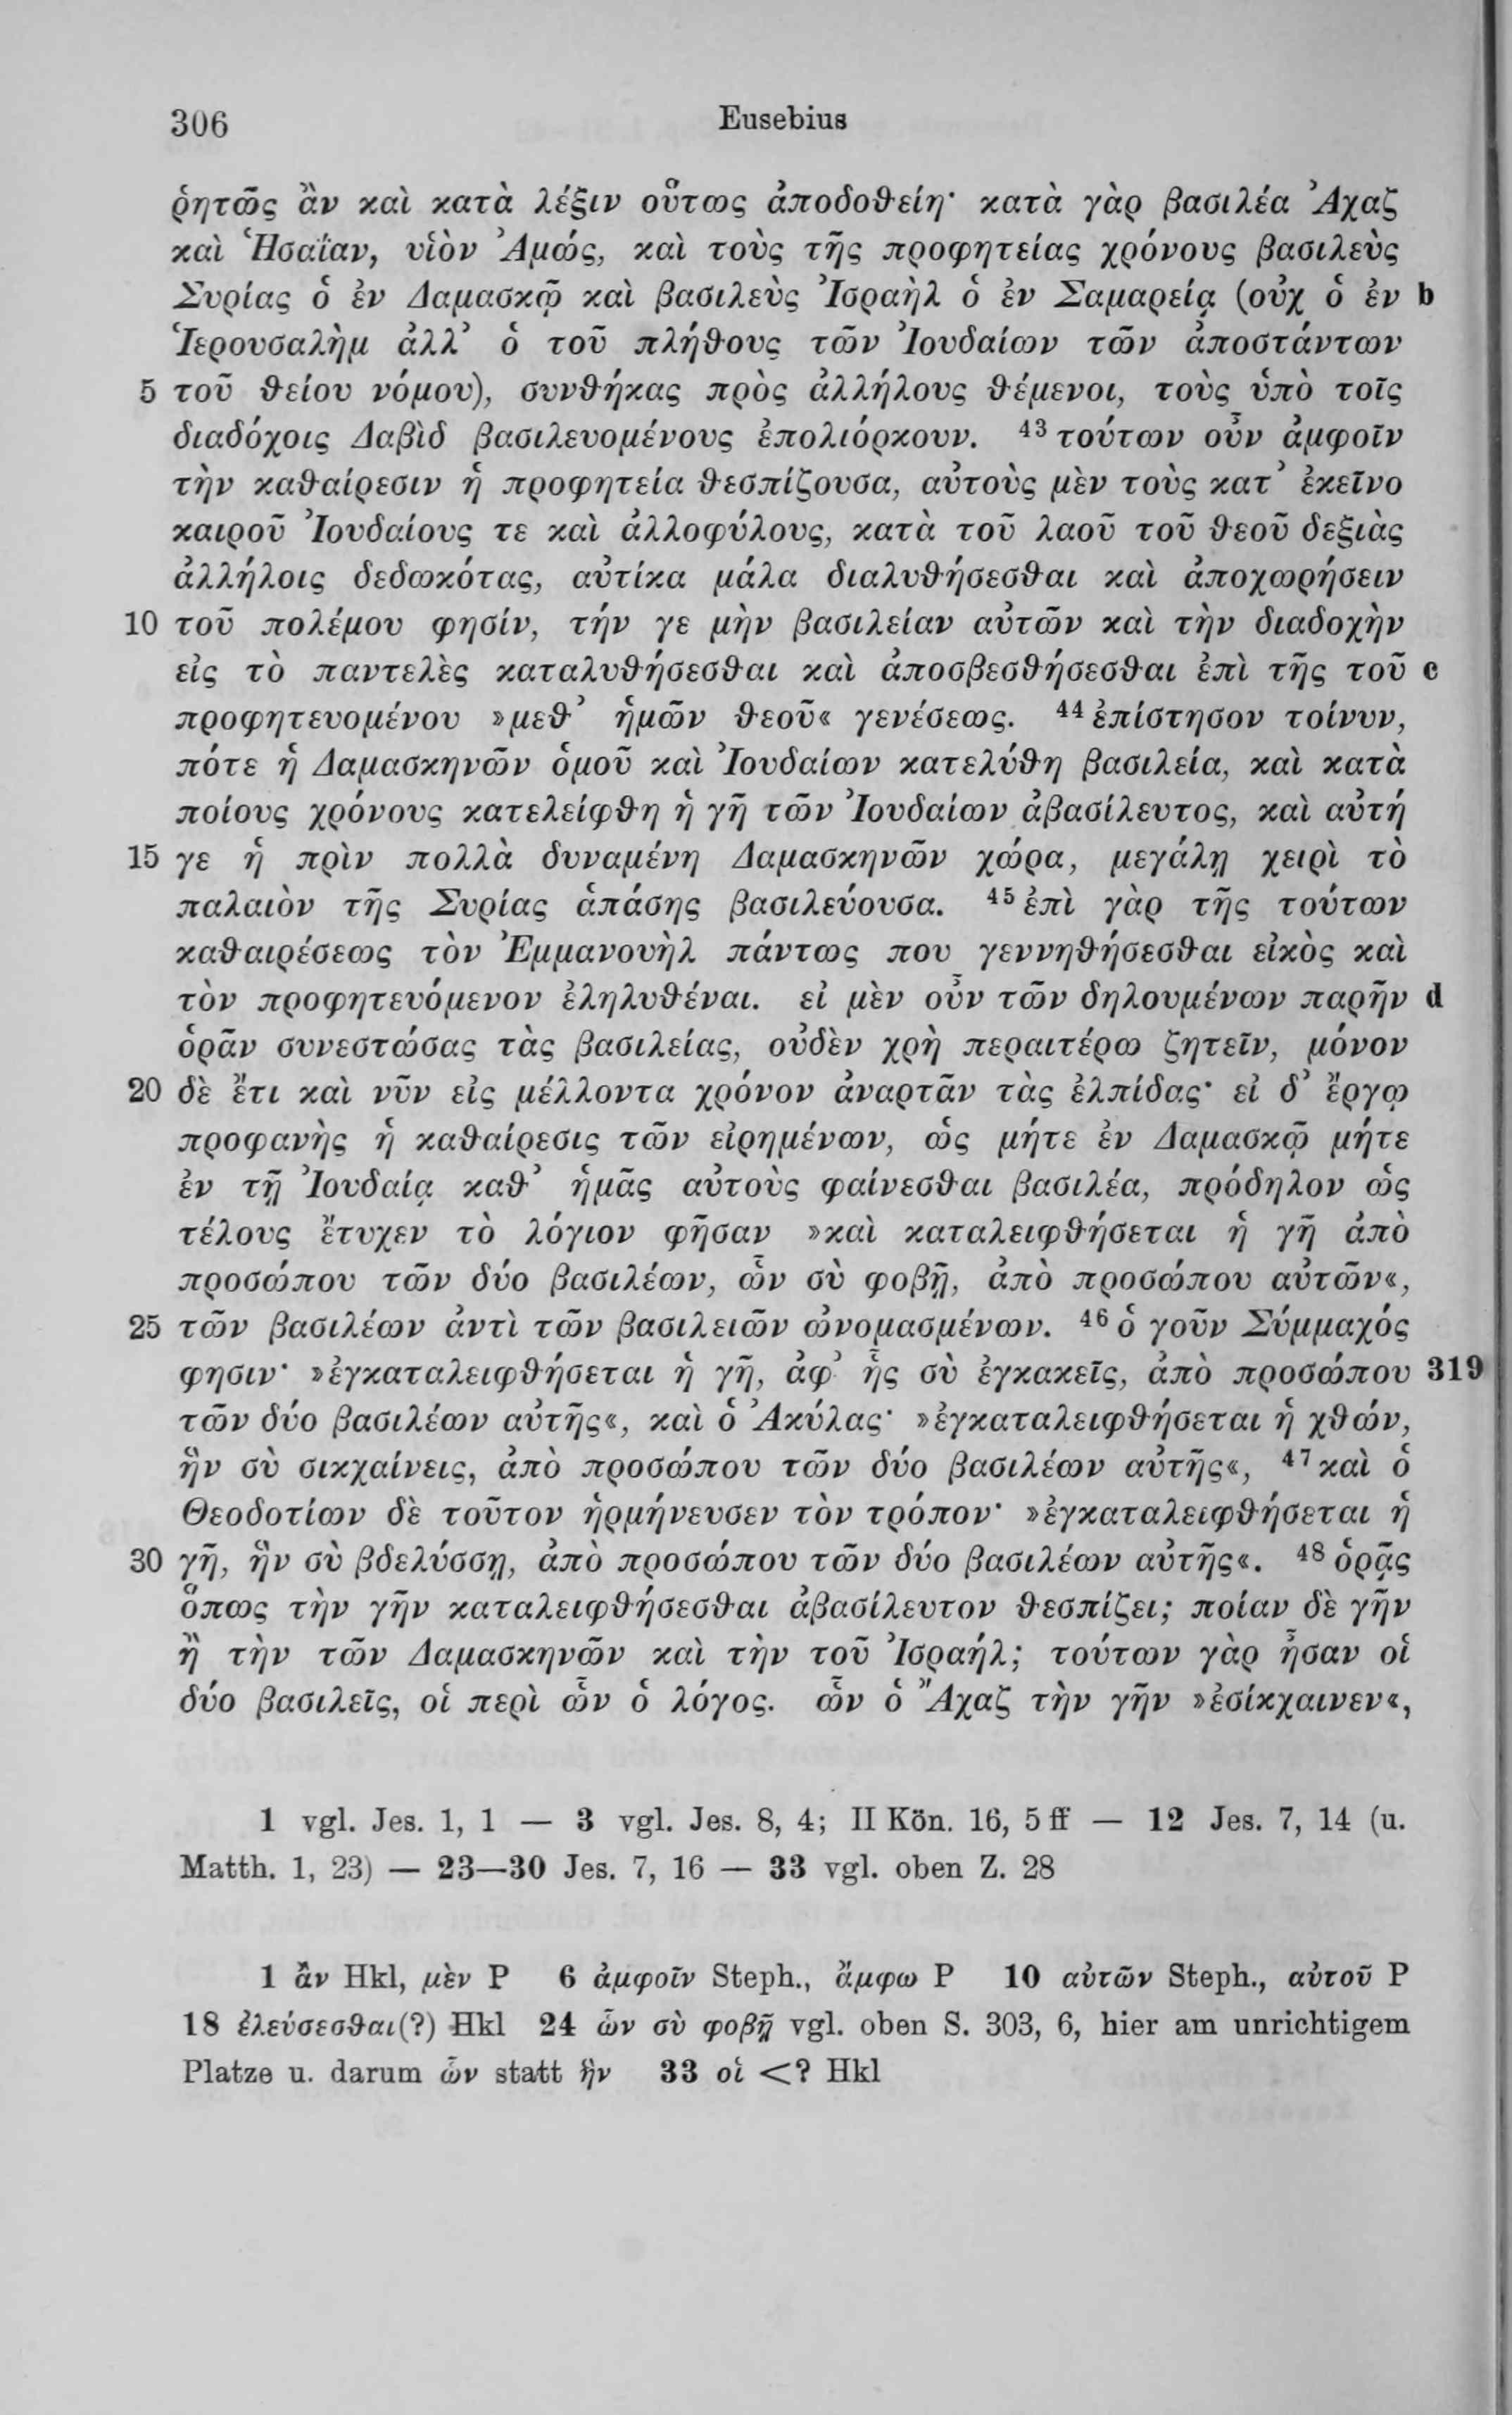 306 Eusebius
ῥητῶς ἂν καὶ κατὰ λέξιν οὕτως ἀποδοθείη· κατὰ γὰρ βασιλέα Ἀχαζ
καὶ Ἡσαΐαν, υἱὸν Ἀμώς, καὶ τοὺς τῆς προφητείας χρόνους βασιλεὺς
Συρίας ὁ ἐν Δαμασκῷ καὶ βασιλεὺς Ἰσραὴλ ὁ ἐν Σαμαρείᾳ (οὐχ ὁ ἐν b
Ἱερουσαλὴμ ἀλλ’ ὁ τοῦ πλήθους τῶν Ἰουδαίων τῶν ἀποστάντων
5 τοῦ θείου νόμου), συνθήκας πρὸς ἀλλήλους θέμενοι, τοὺς ὑπὸ τοῖς
διαδόχοις Δαβὶδ βασιλευομένους ἐπολιόρκουν. 43 τούτων οὖν ἀμφοῖν
τὴν καθαίρεσιν ἡ προφητεία θεσπίζουσα, αὐτοὺς μὲν τοὺς κατ’ ἐκεῖνο
καιροῦ Ἰουδαίους τε καὶ ἀλλοφύλους, κατὰ τοῦ λαοῦ τοῦ θεοῦ δεξιὰς
ἀλλήλοις δεδωκότας, αὐτίκα μάλα διαλυθήσεσθαι καὶ ἀποχωρήσειν
10 τοῦ πολέμου φησίν, τήν γε μὴν βασιλείαν αὐτῶν καὶ τὴν διαδοχὴν
εἰς τὸ παντελὲς καταλυθήσεσθαι καὶ ἀποσβεσθήσεσθαι ἐπὶ τῆς τοῦ c
προφητευομένου »μεθ’ ἡμῶν θεοῦ« γενέσεως. 44 ἐπίστησον τοίνυν,
πότε ἡ Δαμασκηνῶν ὁμοῦ καὶ Ἰουδαίων κατελύθη βασιλεία, καὶ κατὰ
ποίους χρόνους κατελείφθη ἡ γῆ τῶν Ἰουδαίων ἀβασίλευτος, καὶ αὐτή
15 γε ἡ πρὶν πολλὰ δυναμένη Δαμασκηνῶν χώρα, μεγάλῃ χειρὶ τὸ
παλαιὸν τῆς Συρίας ἁπάσης βασιλεύουσα. 45 ἐπὶ γὰρ τῆς τούτων
καθαιρέσεως τὸν Ἐμμανουὴλ πάντως που γεννηθήσεσθαι εἰκὸς καὶ
τὸν προφητευόμενον ἐληλυθέναι. εἰ μὲν οὖν τῶν δηλουμένων παρῆν d
ὁρᾶν συνεστώσας τὰς βασιλείας, οὐδὲν χρὴ περαιτέρω ζητεῖν, μόνον
20 δὲ ἔτι καὶ νῦν εἰς μέλλοντα χρόνον ἀναρτᾶν τὰς ἐλπίδας· εἰ δ’ ἔργῳ
προφανὴς ἡ καθαίρεσις τῶν εἰρημένων, ὡς μήτε ἐν Δαμασκῷ μήτε
ἐν τῇ Ἰουδαίᾳ καθ’ ἡμᾶς αὐτοὺς φαίνεσθαι βασιλέα, πρόδηλον ὡς
τέλους ἔτυχεν τὸ λόγιον φῆσαν »καὶ καταλειφθήσεται ἡ γῆ ἀπὸ
προσώπου τῶν δύο βασιλέων, ὧν σὺ φοβῇ, ἀπὸ προσώπου αὐτῶν«,
25 τῶν βασιλέων ἀντὶ τῶν βασιλειῶν ὠνομασμένων. 46 ὁ γοῦν Σύμμαχός
φησιν· »ἐγκαταλειφθήσεται ἡ γῆ, ἀφ’ ἧς σὺ ἐγκακεῖς, ἀπὸ προσώπου 319
τῶν δύο βασιλέων αὐτῆς«, καὶ ὁ Ἀκύλας· »ἐγκαταλειφθήσεται ἡ χθών,
ἣν σὺ σικχαίνεις, ἀπὸ προσώπου τῶν δύο βασιλέων αὐτῆς«, 47 καὶ ὁ
Θεοδοτίων δὲ τοῦτον ἡρμήνευσεν τὸν τρόπον· »ἐγκαταλειφθήσεται ἡ
30 γῆ, ἣν σὺ βδελύσσῃ, ἀπὸ προσώπου τῶν δύο βασιλέων αὐτῆς«. 48 ὁρᾷς
ὅπως τὴν γῆν καταλειφθήσεσθαι ἀβασίλευτον θεσπίζει; ποίαν δὲ γῆν
ἢ τὴν τῶν Δαμασκηνῶν καὶ τὴν τοῦ Ἰσραήλ; τούτων γὰρ ἦσαν οἱ
δύο βασιλεῖς, οἱ περὶ ὧν ὁ λόγος. ὧν ὁ Ἄχαζ τὴν γῆν »ἐσίκχαινεν«,
1 vgl. Jes. 1, 1 — 3 vgl. Jes. 8, 4; II Kön. 16, 5 ff — 12 Jes. 7, 14 (u.
Matth. 1, 23) — 23—30 Jes. 7, 16 — 33 vgl. oben Z. 28
1 ἂν Hkl, μὲν P 6 ἀμφοῖν Steph., ἄμφω P 10 αὐτῶν Steph., αὐτοῦ P
18 ἐλεύσεσθαι(?) Hkl 24 ὧν σὺ φοβῇ vgl. oben S. 303, 6, hier am unrichtigem
Platze u. darum ὧν statt ἣν 33 οἱ <? Hkl